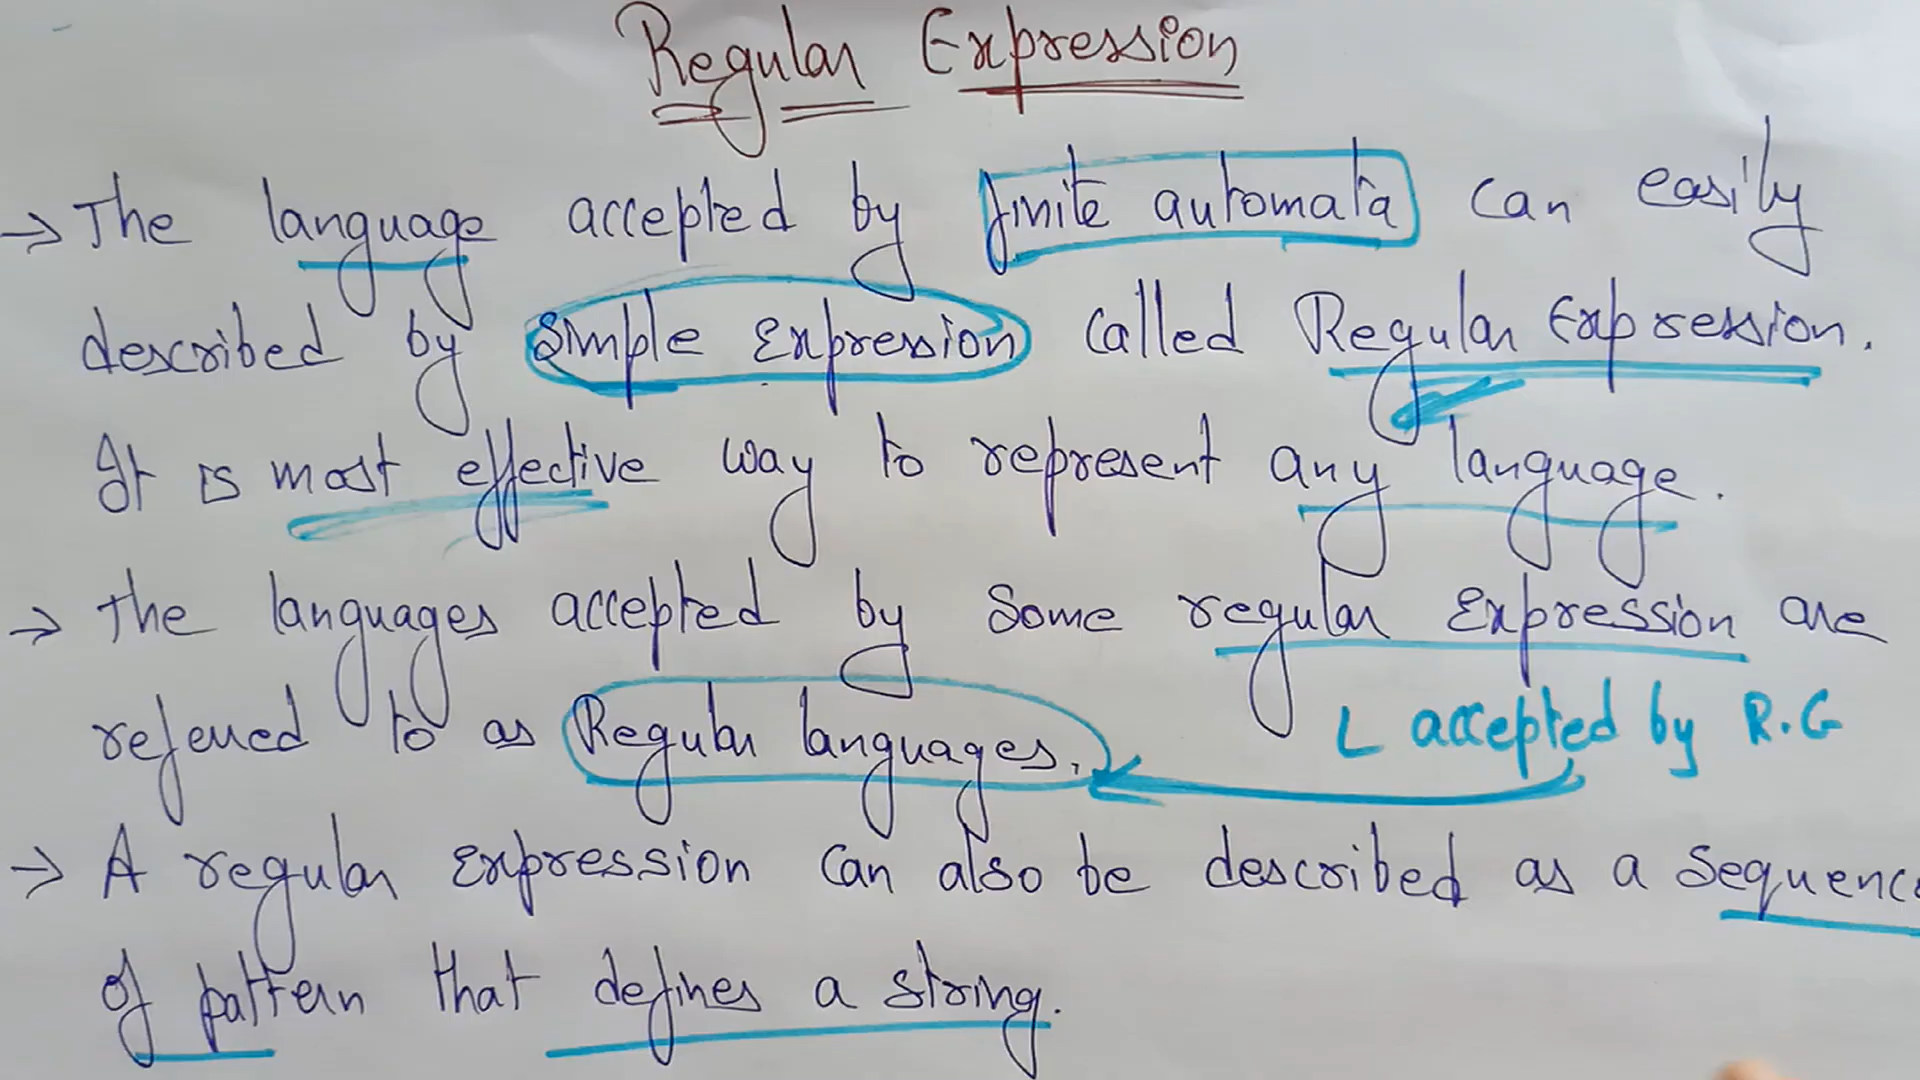 Regular Expression
→ The language accepted by finite automata can easily
described by simple Expression called Regular Expression.
It is most effective way to represent any language.
→ The languages accepted by some regular Expression are
refered to as Regular languages.
L accepted by R.G
→ A regular Expression can also be described as a sequence
of pattern that defines a string.